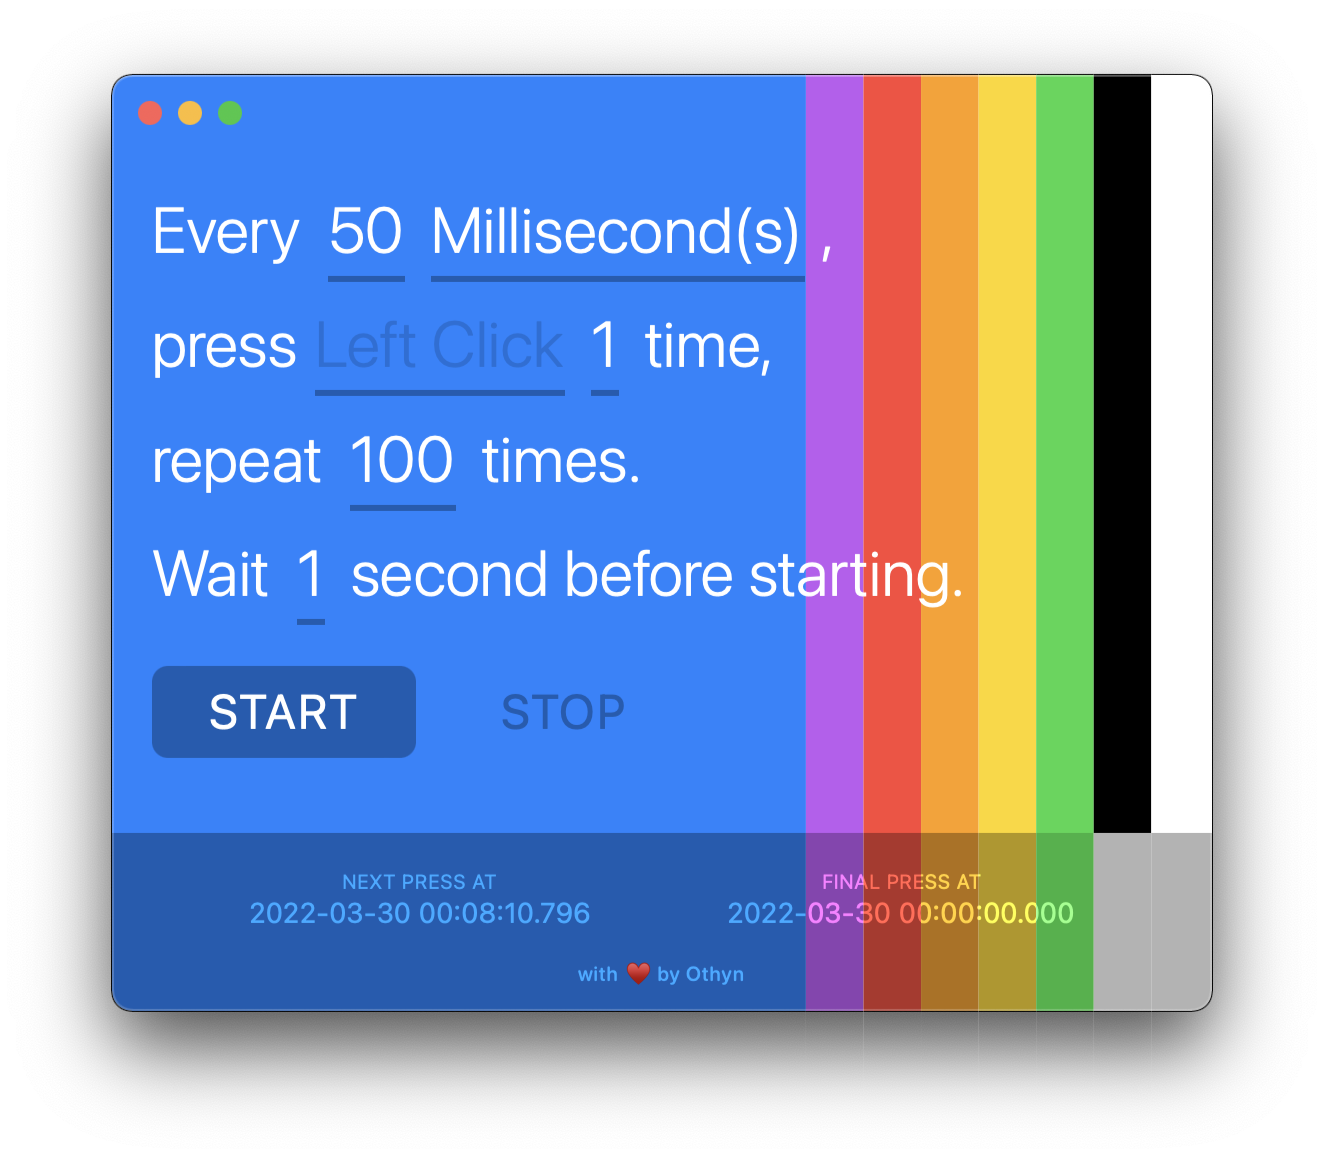 Every 50 Millisecond(s) ,
press Left Click 1 time,
repeat 100 times.
Wait 1 second before starting.
START STOP
NEXT PRESS AT
2022-03-30 00:08:10.796
FINAL PRESS AT
2022-03-30 00:00:00.000
with ♥️ by Othyn